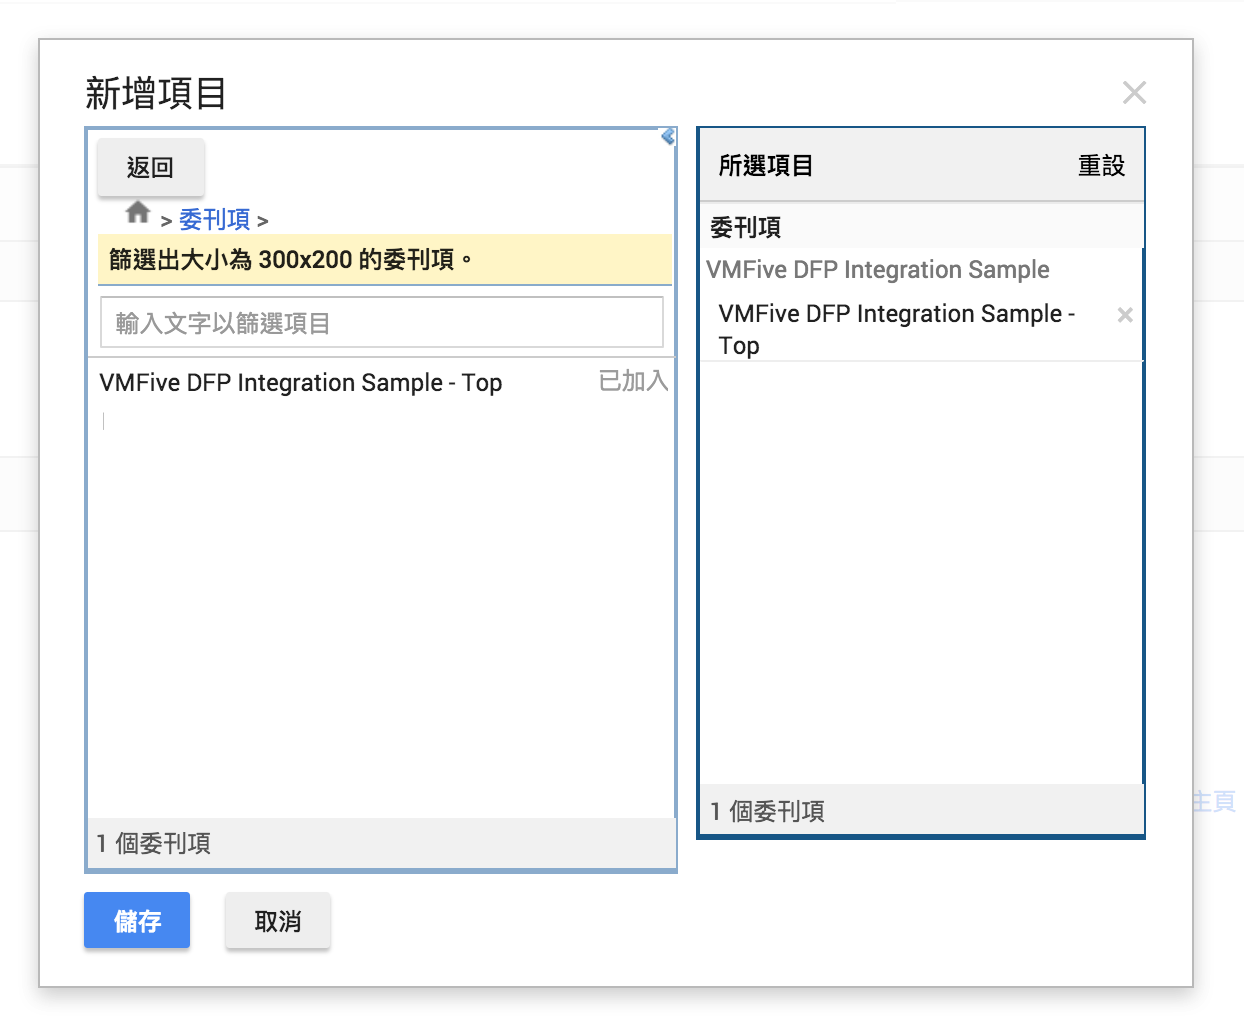 新增項目
返回
> 委刊項 >
篩選出大小為 300x200 的委刊項。
輸入文字以篩選項目
VMFive DFP Integration Sample - Top 已加入
1 個委刊項
所選項目 重設
委刊項
VMFive DFP Integration Sample
VMFive DFP Integration Sample -
Top
1 個委刊項
儲存 取消
主頁